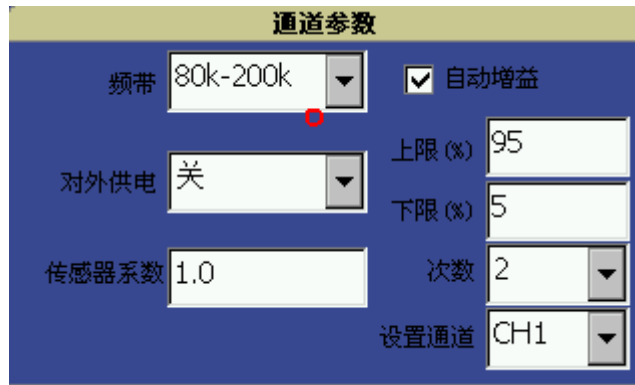 通道参数
频带 80k-200k
自动增益
上限(%) 95
对外供电 关
下限(%) 5
传感器系数 1.0
次数 2
设置通道 CH1